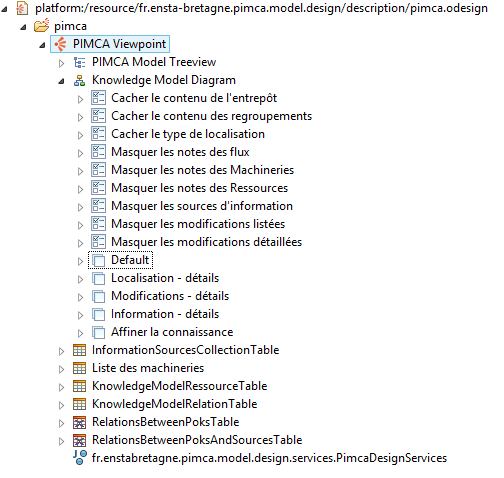 platform:/resource/fr.ensta-bretagne.pimca.model.design/description/pimca.odesign
pimca
PIMCA Viewpoint
PIMCA Model Treeview
Knowledge Model Diagram
Cacher le contenu de l'entrepôt
Cacher le contenu des regroupements
Cacher le type de localisation
Masquer les notes des flux
Masquer les notes des Machineries
Masquer les notes des Ressources
Masquer les sources d'information
Masquer les modifications listées
Masquer les modifications détaillées
Default
Localisation - détails
Modifications - détails
Information - détails
Affiner la connaissance
InformationSourcesCollectionTable
Liste des machineries
KnowledgeModelRessourceTable
KnowledgeModelRelationTable
RelationsBetweenPoksTable
RelationsBetweenPoksAndSourcesTable
fr.enstabretagne.pimca.model.design.services.PimcaDesignServices